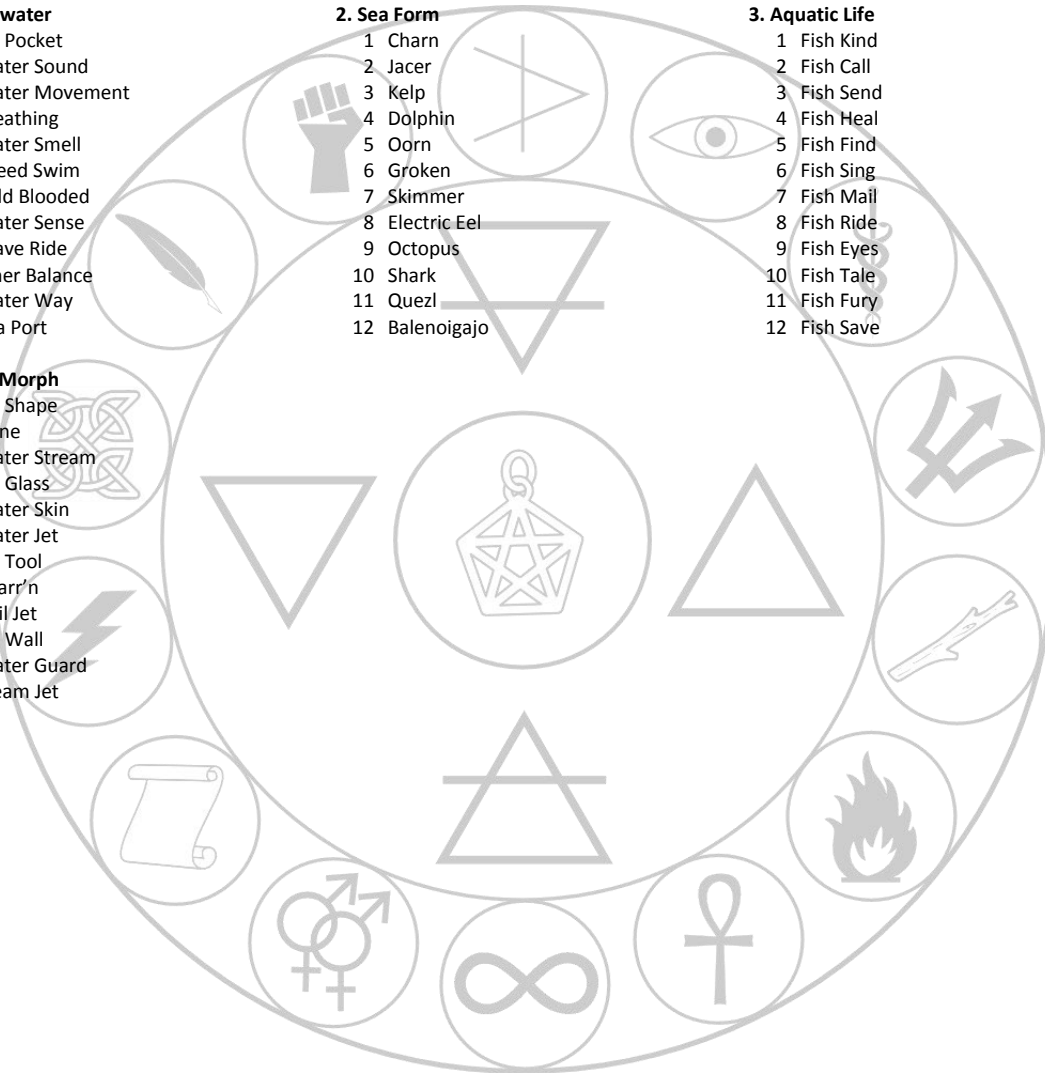 water
Pocket
ater Sound
ater Movement
eathing
ater Smell
eed Swim
ld Blooded
ater Sense
ave Ride
ner Balance
ater Way
a Port
Morph
Shape
ne
ater Stream
Glass
ater Skin
ater Jet
Tool
arr’n
il Jet
Wall
ater Guard
eam Jet
2. Sea Form
1 Charn
2 Jacer
3 Kelp
4 Dolphin
5 Oorn
6 Groken
7 Skimmer
8 Electric Eel
9 Octopus
10 Shark
11 Quezl
12 Balenoigajo
3. Aquatic Life
1 Fish Kind
2 Fish Call
3 Fish Send
4 Fish Heal
5 Fish Find
6 Fish Sing
7 Fish Mail
8 Fish Ride
9 Fish Eyes
10 Fish Tale
11 Fish Fury
12 Fish Save